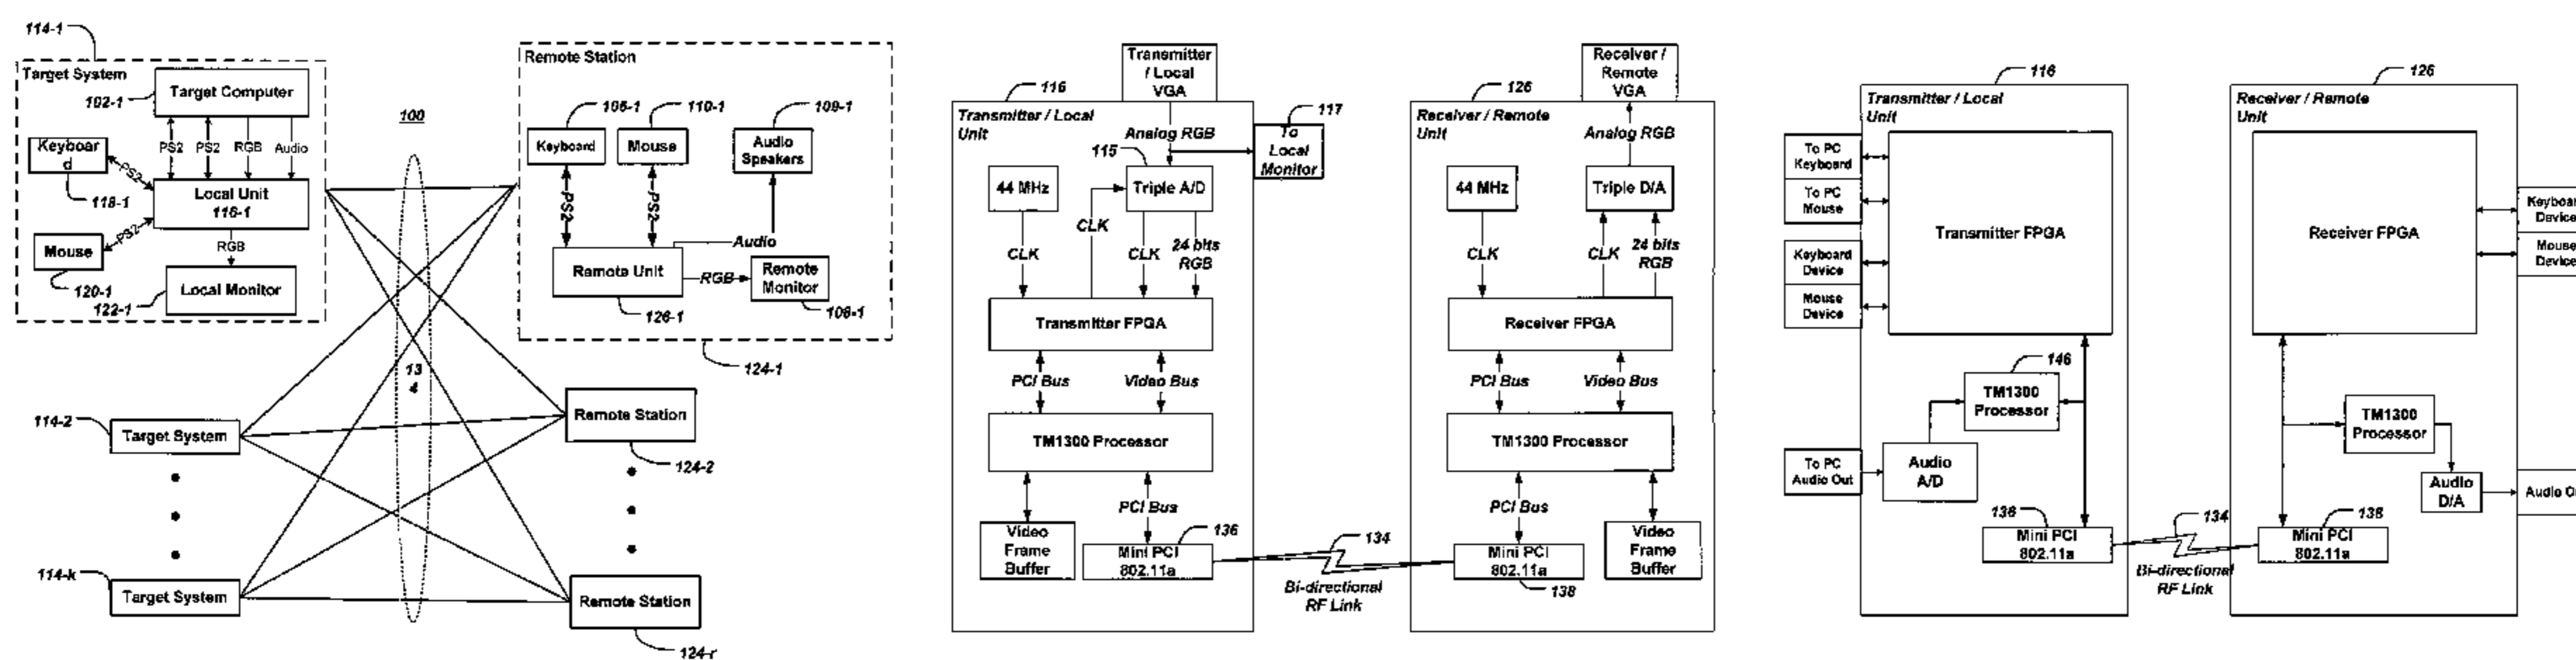 114-1
Target System
102-1
Target Computer
Keyboar
d
PS2
PS2
RGB
Audio
PS2
118-1
Local Unit
116-1
PS2
Mouse
RGB
120-1
122-1
Local Monitor
100
13
4
Remote Station
106-1
110-1
109-1
Keyboard
Mouse
Audio
Speakers
PS2
PS2
Audio
Remote Unit
RGB
Remote
Monitor
126-1
108-1
124-1
114-2
Target System
Remote Station
124-2
114-k
Target System
Remote Station
124-r
Transmitter
/ Local
VGA
116
Transmitter / Local
Unit
Analog RGB
117
To
Local
Monitor
115
44 MHz
Triple A/D
CLK
CLK
CLK
24 bits
RGB
Transmitter FPGA
PCI Bus
Video Bus
TM1300 Processor
PCI Bus
Video
Frame
Buffer
136
Mini PCI
802.11a
134
Bi-directional
RF Link
Receiver /
Remote
VGA
126
Receiver / Remote
Unit
Analog RGB
44 MHz
Triple D/A
CLK
CLK
24 bits
RGB
Receiver FPGA
PCI Bus
Video Bus
TM1300 Processor
PCI Bus
Mini PCI
802.11a
138
Video
Frame
Buffer
116
Transmitter / Local
Unit
To PC
Keyboard
To PC
Mouse
Keyboard
Device
Mouse
Device
Transmitter FPGA
146
TM1300
Processor
To PC
Audio Out
Audio
A/D
136
Mini PCI
802.11a
134
Bi-directional
RF Link
126
Receiver / Remote
Unit
Receiver FPGA
Keyboar
Device
Mouse
Device
TM1300
Processor
Audio
D/A
Audio O
138
Mini PCI
802.11a